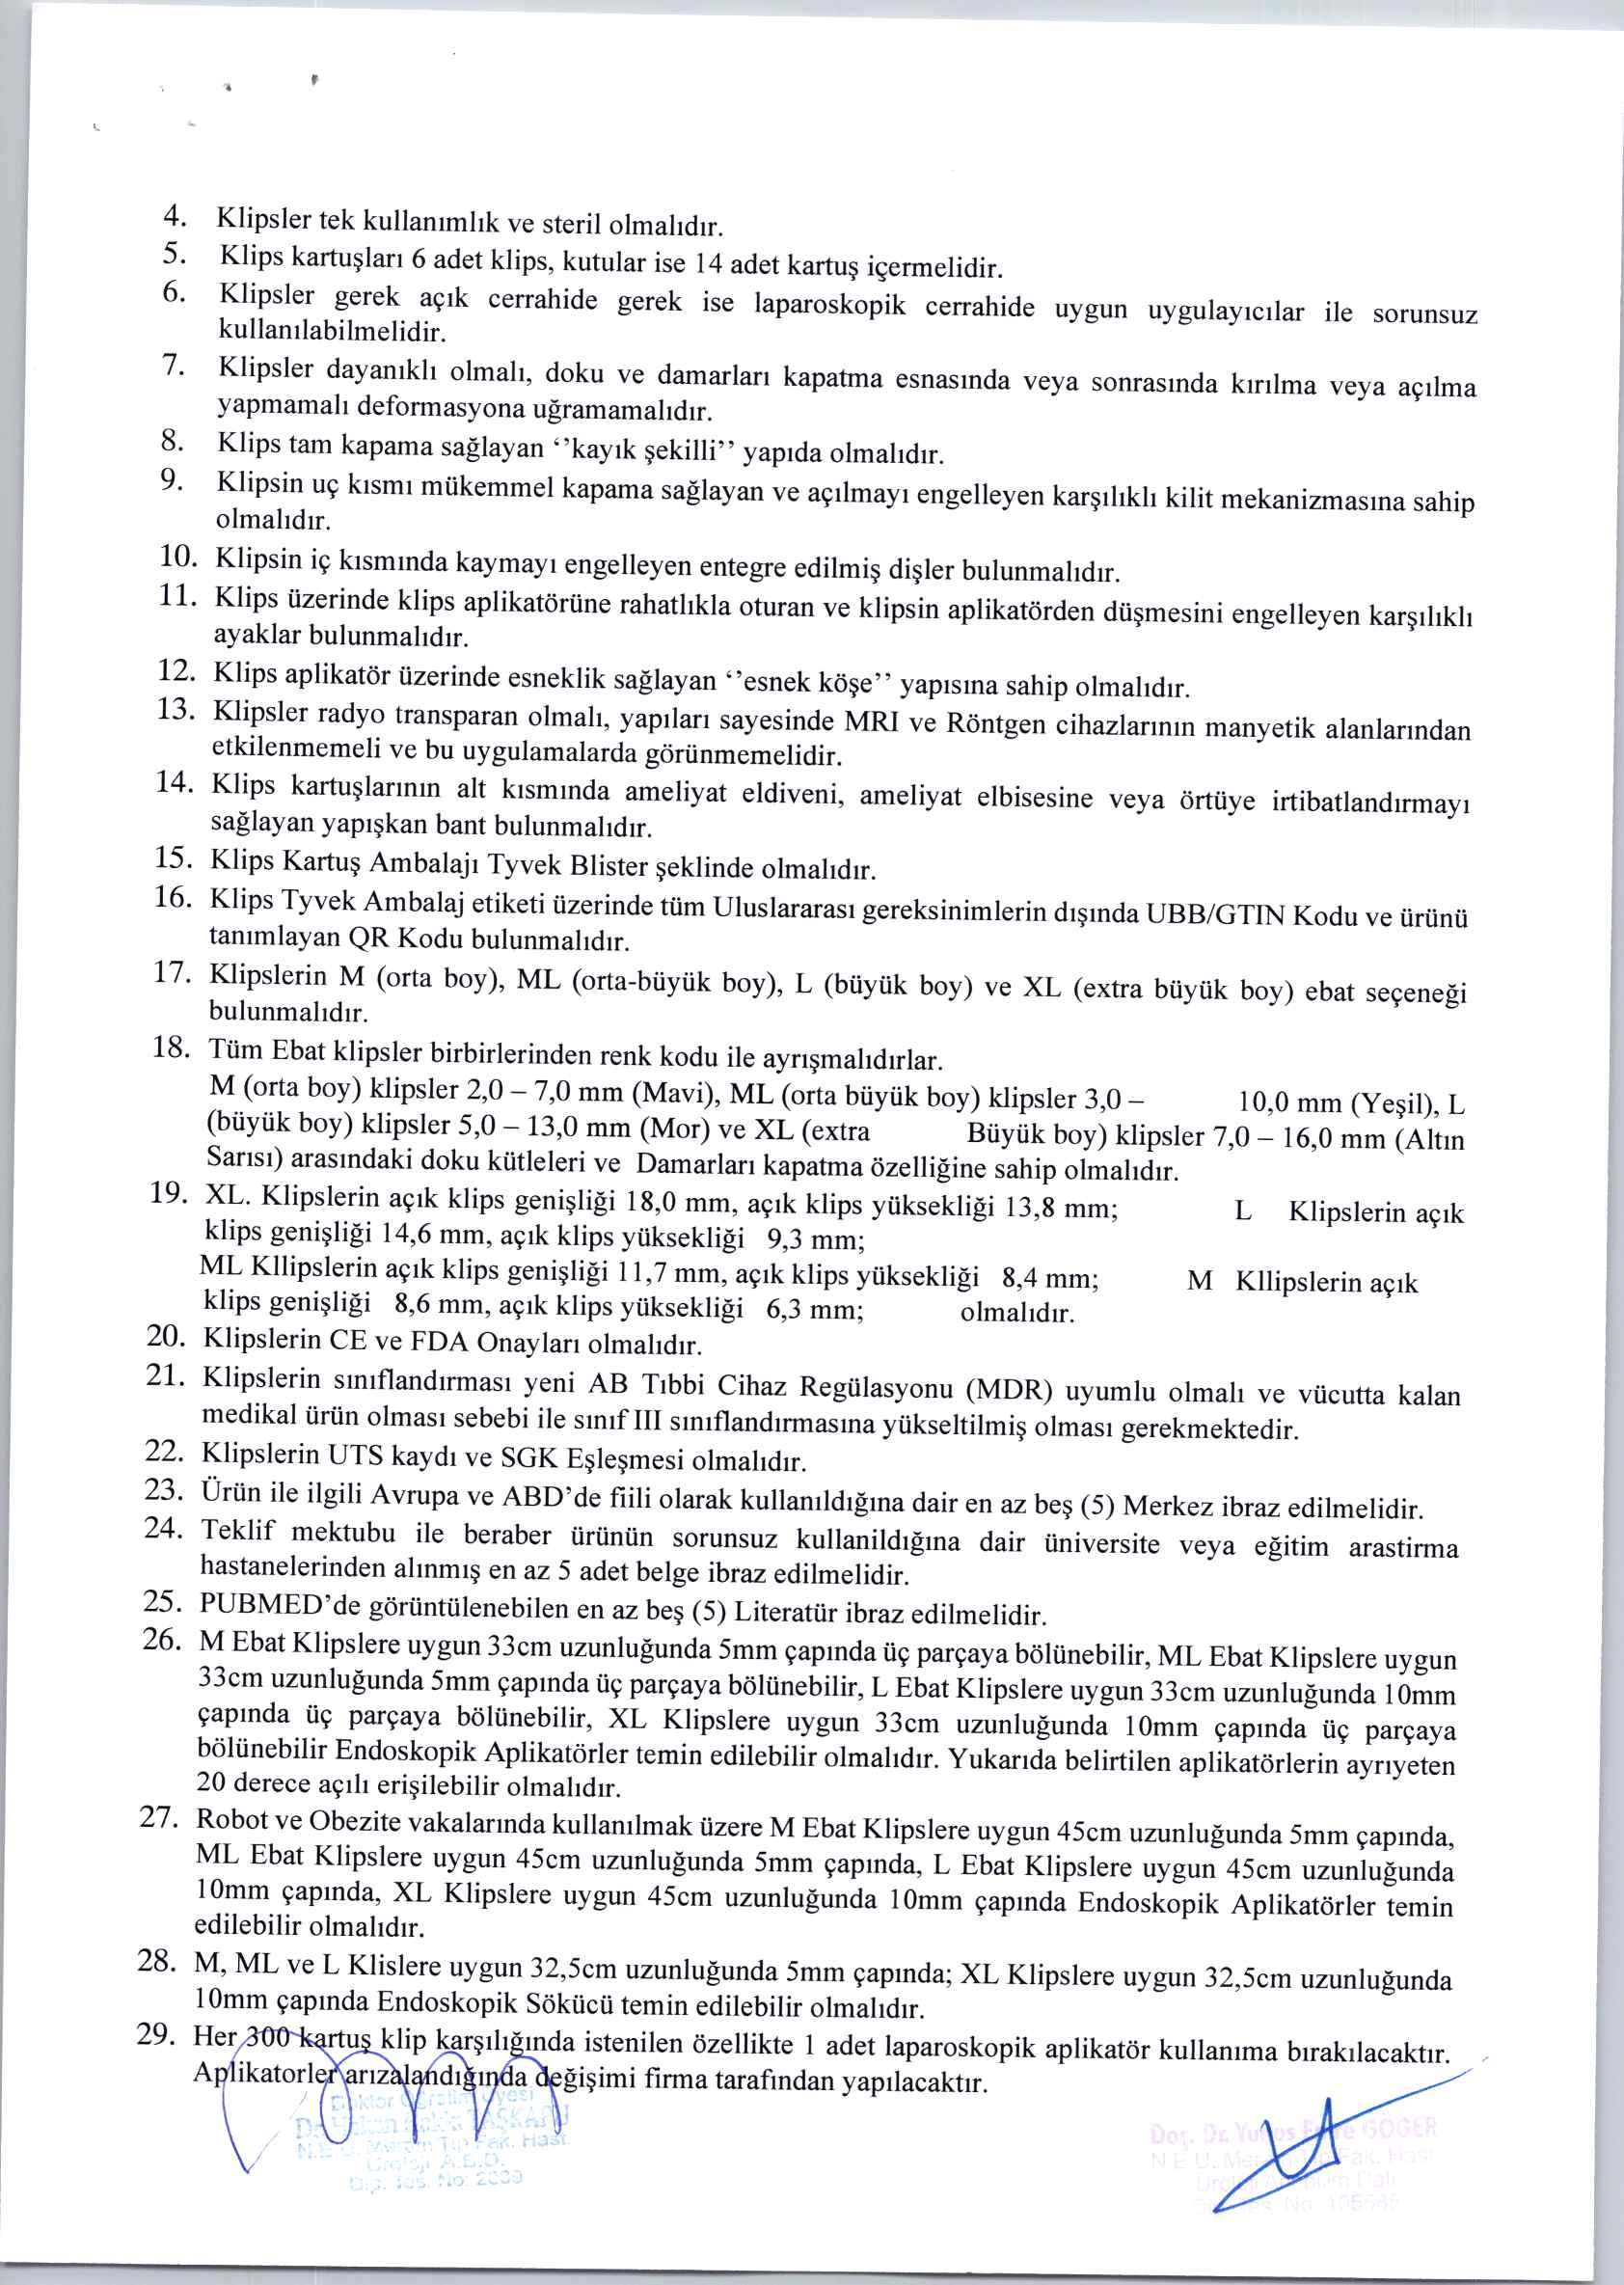 4. Klipsler tek kullanımlık ve steril olmalıdır.
5. Klips kartuşları 6 adet klips, kutular ise 14 adet kartuş içermelidir.
6. Klipsler gerek açık cerrahide gerek ise laparoskopik cerrahide uygun uygulayıcılar ile sorunsuz
kullanılabilmelidir.
7. Klipsler dayanıklı olmalı, doku ve damarları kapatma esnasında veya sonrasında kırılma veya açılma
yapmamalı deformasyona uğramamalıdır.
8. Klips tam kapama sağlayan ‘’kayık şekilli’’ yapıda olmalıdır.
9. Klipsin uç kısmı mükemmel kapama sağlayan ve açılmayı engelleyen karşılıklı kilit mekanizmasına sahip
olmalıdır.
10. Klipsin iç kısmında kaymayı engelleyen entegre edilmiş dişler bulunmalıdır.
11. Klips üzerinde klips aplikatörüne rahatlıkla oturan ve klipsin aplikatörden düşmesini engelleyen karşılıklı
ayaklar bulunmalıdır.
12. Klips aplikatör üzerinde esneklik sağlayan ‘’esnek köşe’’ yapısına sahip olmalıdır.
13. Klipsler radyo transparan olmalı, yapıları sayesinde MRI ve Röntgen cihazlarının manyetik alanlarından
etkilenmemeli ve bu uygulamalarda görünmemelidir.
14. Klips kartuşlarının alt kısmında ameliyat eldiveni, ameliyat elbisesine veya örtüye irtibatlandırmayı
sağlayan yapışkan bant bulunmalıdır.
15. Klips Kartuş Ambalajı Tyvek Blister şeklinde olmalıdır.
16. Klips Tyvek Ambalaj etiketi üzerinde tüm Uluslararası gereksinimlerin dışında UBB/GTIN Kodu ve ürünü
tanımlayan QR Kodu bulunmalıdır.
17. Klipslerin M (orta boy), ML (orta-büyük boy), L (büyük boy) ve XL (extra büyük boy) ebat seçeneği
bulunmalıdır.
18. Tüm Ebat klipsler birbirlerinden renk kodu ile ayrışmalıdırlar.
M (orta boy) klipsler 2,0 – 7,0 mm (Mavi), ML (orta büyük boy) klipsler 3,0 – 10,0 mm (Yeşil), L
(büyük boy) klipsler 5,0 – 13,0 mm (Mor) ve XL (extra Büyük boy) klipsler 7,0 – 16,0 mm (Altın
Sarısı) arasındaki doku kütleleri ve Damarları kapatma özelliğine sahip olmalıdır.
19. XL. Klipslerin açık klips genişliği 18,0 mm, açık klips yüksekliği 13,8 mm; L Klipslerin açık
klips genişliği 14,6 mm, açık klips yüksekliği 9,3 mm;
ML Kllipslerin açık klips genişliği 11,7 mm, açık klips yüksekliği 8,4 mm; M Kllipslerin açık
klips genişliği 8,6 mm, açık klips yüksekliği 6,3 mm; olmalıdır.
20. Klipslerin CE ve FDA Onayları olmalıdır.
21. Klipslerin sınıflandırması yeni AB Tıbbi Cihaz Regülasyonu (MDR) uyumlu olmalı ve vücutta kalan
medikal ürün olması sebebi ile sınıf III sınıflandırmasına yükseltilmiş olması gerekmektedir.
22. Klipslerin UTS kaydı ve SGK Eşleşmesi olmalıdır.
23. Ürün ile ilgili Avrupa ve ABD’de fiili olarak kullanıldığına dair en az beş (5) Merkez ibraz edilmelidir.
24. Teklif mektubu ile beraber ürünün sorunsuz kullanildığına dair üniversite veya eğitim arastirma
hastanelerinden alınmış en az 5 adet belge ibraz edilmelidir.
25. PUBMED’de görüntülenebilen en az beş (5) Literatür ibraz edilmelidir.
26. M Ebat Klipslere uygun 33cm uzunluğunda 5mm çapında üç parçaya bölünebilir, ML Ebat Klipslere uygun
33cm uzunluğunda 5mm çapında üç parçaya bölünebilir, L Ebat Klipslere uygun 33cm uzunluğunda 10mm
çapında üç parçaya bölünebilir, XL Klipslere uygun 33cm uzunluğunda 10mm çapında üç parçaya
bölünebilir Endoskopik Aplikatörler temin edilebilir olmalıdır. Yukarıda belirtilen aplikatörlerin ayrıyeten
20 derece açılı erişilebilir olmalıdır.
27. Robot ve Obezite vakalarında kullanılmak üzere M Ebat Klipslere uygun 45cm uzunluğunda 5mm çapında,
ML Ebat Klipslere uygun 45cm uzunluğunda 5mm çapında, L Ebat Klipslere uygun 45cm uzunluğunda
10mm çapında, XL Klipslere uygun 45cm uzunluğunda 10mm çapında Endoskopik Aplikatörler temin
edilebilir olmalıdır.
28. M, ML ve L Klislere uygun 32,5cm uzunluğunda 5mm çapında; XL Klipslere uygun 32,5cm uzunluğunda
10mm çapında Endoskopik Sökücü temin edilebilir olmalıdır.
29. Her 300 kartuş klip karşılığında istenilen özellikte 1 adet laparoskopik aplikatör kullanıma bırakılacaktır.
Aplikatorler arızalandığında değişimi firma tarafından yapılacaktır.
Doktor Öğretim Üyesi
Tıp Fak. Hast.
Üroloji A.B.D.
Doç. Dr. Yunus Emre GÖGER